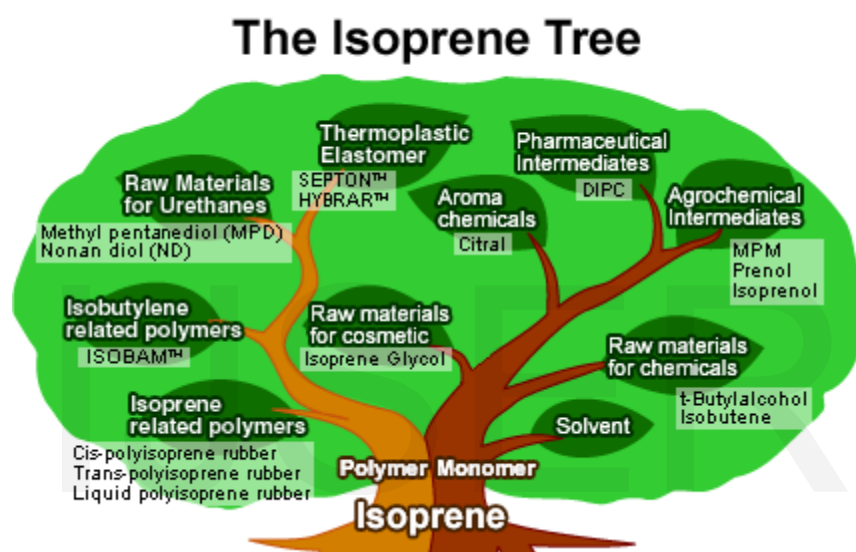 The Isoprene Tree
Thermoplastic
Elastomer
SEPTON™
HYBRAR™
Pharmaceutical
Intermediates
DIPC
Raw Materials
for Urethanes
Methyl pentanediol (MPD)
Nonan diol (ND)
Aroma
chemicals
Citral
Agrochemical
Intermediates
MPM
Prenol
Isoprenol
Isobutylene
related polymers
ISOBAM™
Raw materials
for cosmetic
Isoprene Glycol
Raw materials
for chemicals
t-Butylalcohol
Isobutene
Isoprene
related polymers
Cis-polyisoprene rubber
Trans-polyisoprene rubber
Liquid polyisoprene rubber
Solvent
Polymer Monomer
Isoprene